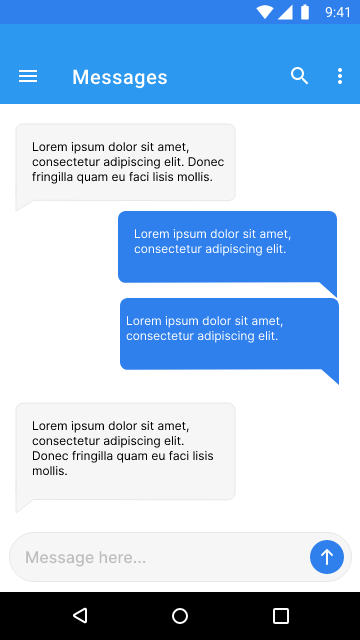 9:41
Messages
Lorem ipsum dolor sit amet,
consectetur adipiscing elit. Donec
fringilla quam eu faci lisis mollis.
Lorem ipsum dolor sit amet,
consectetur adipiscing elit.
Lorem ipsum dolor sit amet,
consectetur adipiscing elit.
Lorem ipsum dolor sit amet,
consectetur adipiscing elit.
Donec fringilla quam eu faci lisis
mollis.
Message here...